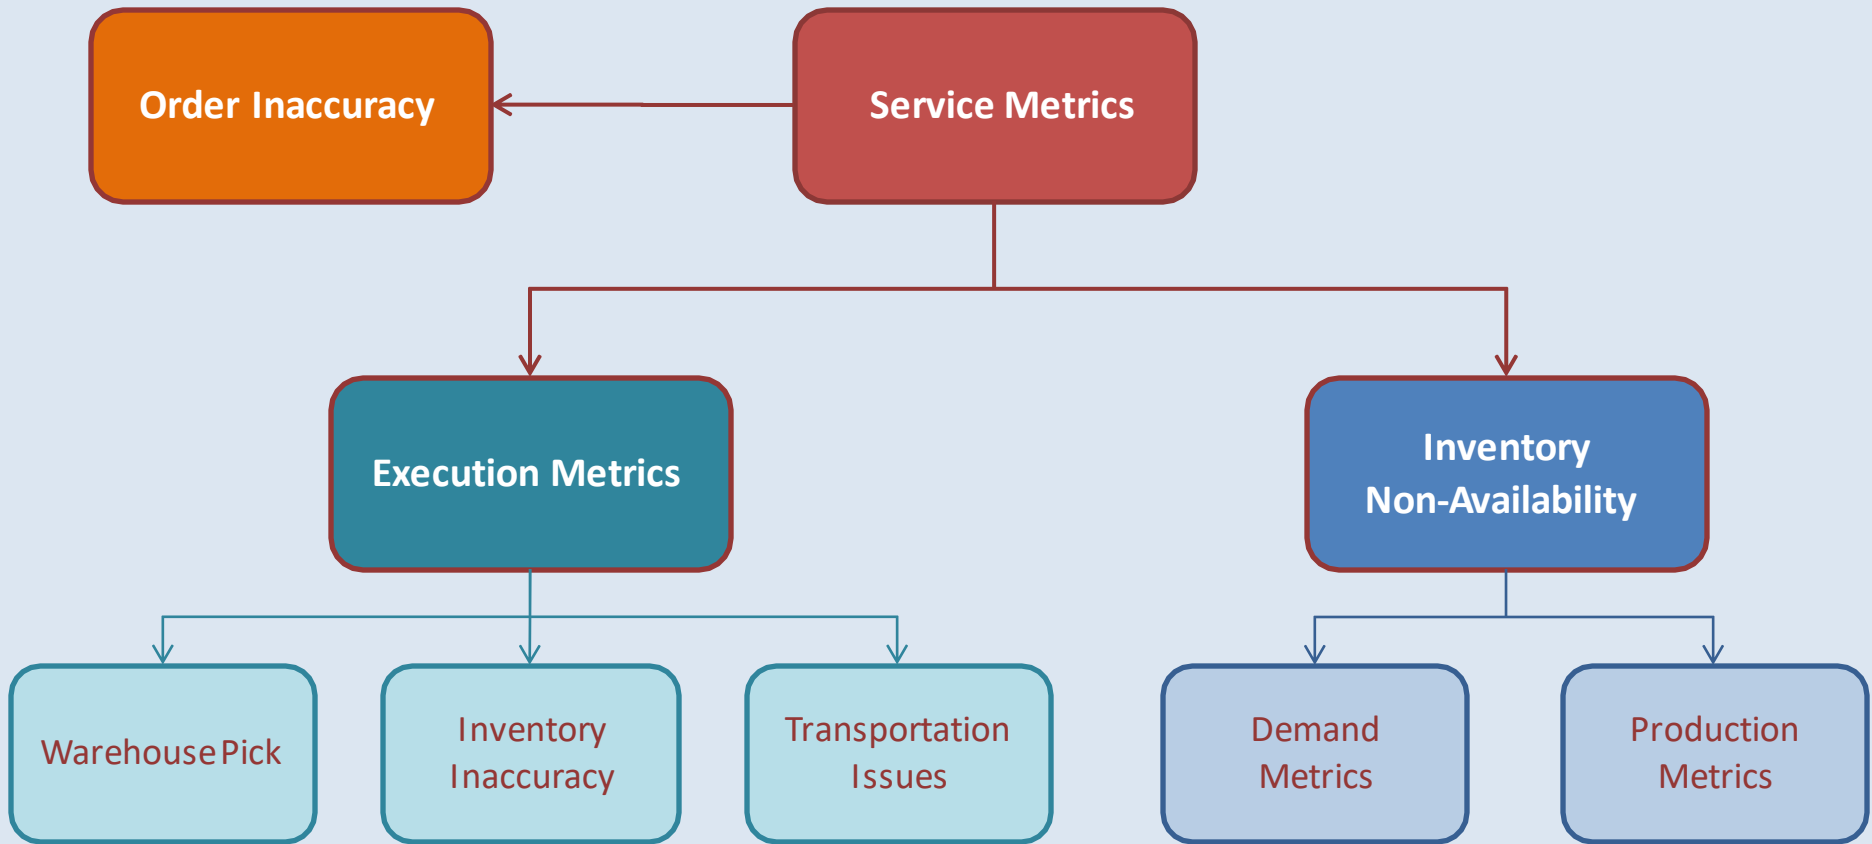 Order Inaccuracy
Service Metrics
Execution Metrics
Inventory
Non-Availability
Warehouse Pick
Inventory
Inaccuracy
Transportation
Issues
Demand
Metrics
Production
Metrics